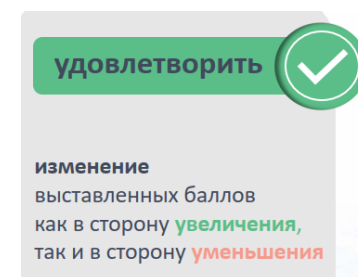 удовлетворить
изменение
выставленных баллов
как в сторону увеличения,
так и в сторону уменьшения